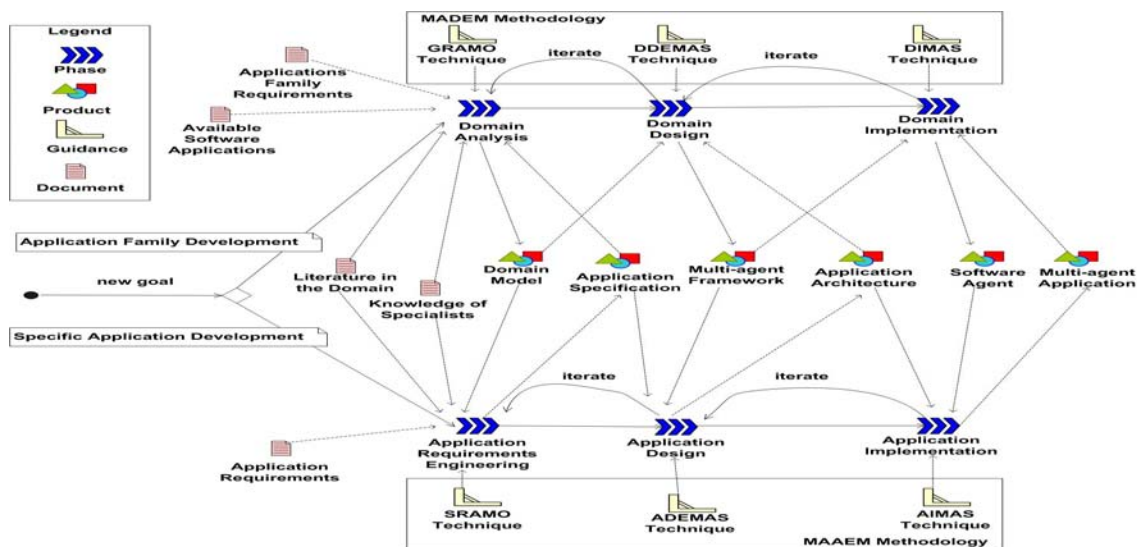 MADEM Methodology
Legend
Phase
Product
Guidance
Document
GRAMO
Technique
DDEMAS
Technique
DIMAS
Technique
iterate
iterate
Applications
Family
Requirements
Available
Software
Applications
Domain
Analysis
Domain
Design
Domain
Implementation
Application Family Development
new goal
Specific Application Development
Literature in
the Domain
Knowledge of
Specialists
Domain
Model
Application
Specification
Multi-agent
Framework
Application
Architecture
Software
Agent
Multi-agent
Application
iterate
iterate
Application
Requirements
Application
Requirements
Engineering
Application
Design
Application
Implementation
SRAMO
Technique
ADEMAS
Technique
AIMAS
Technique
MAAEM Methodology